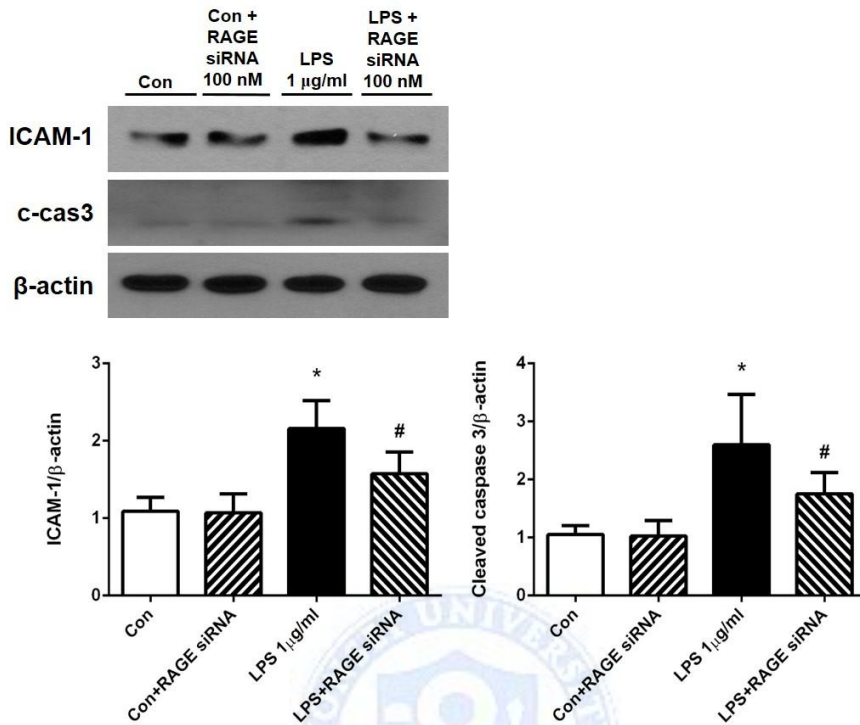 Con +
RAGE
siRNA
100 nM
LPS
1 µg/ml
LPS +
RAGE
siRNA
100 nM
Con
ICAM-1
c-cas3
β-actin
3
2
1
0
ICAM-1/β-actin
*
#
Con
Con+RAGE siRNA
LPS 1µg/ml
LPS+RAGE siRNA
4
3
2
1
0
Cleaved caspase 3/β-actin
*
#
Con
Con+RAGE siRNA
LPS 1µg/ml
LPS+RAGE siRNA